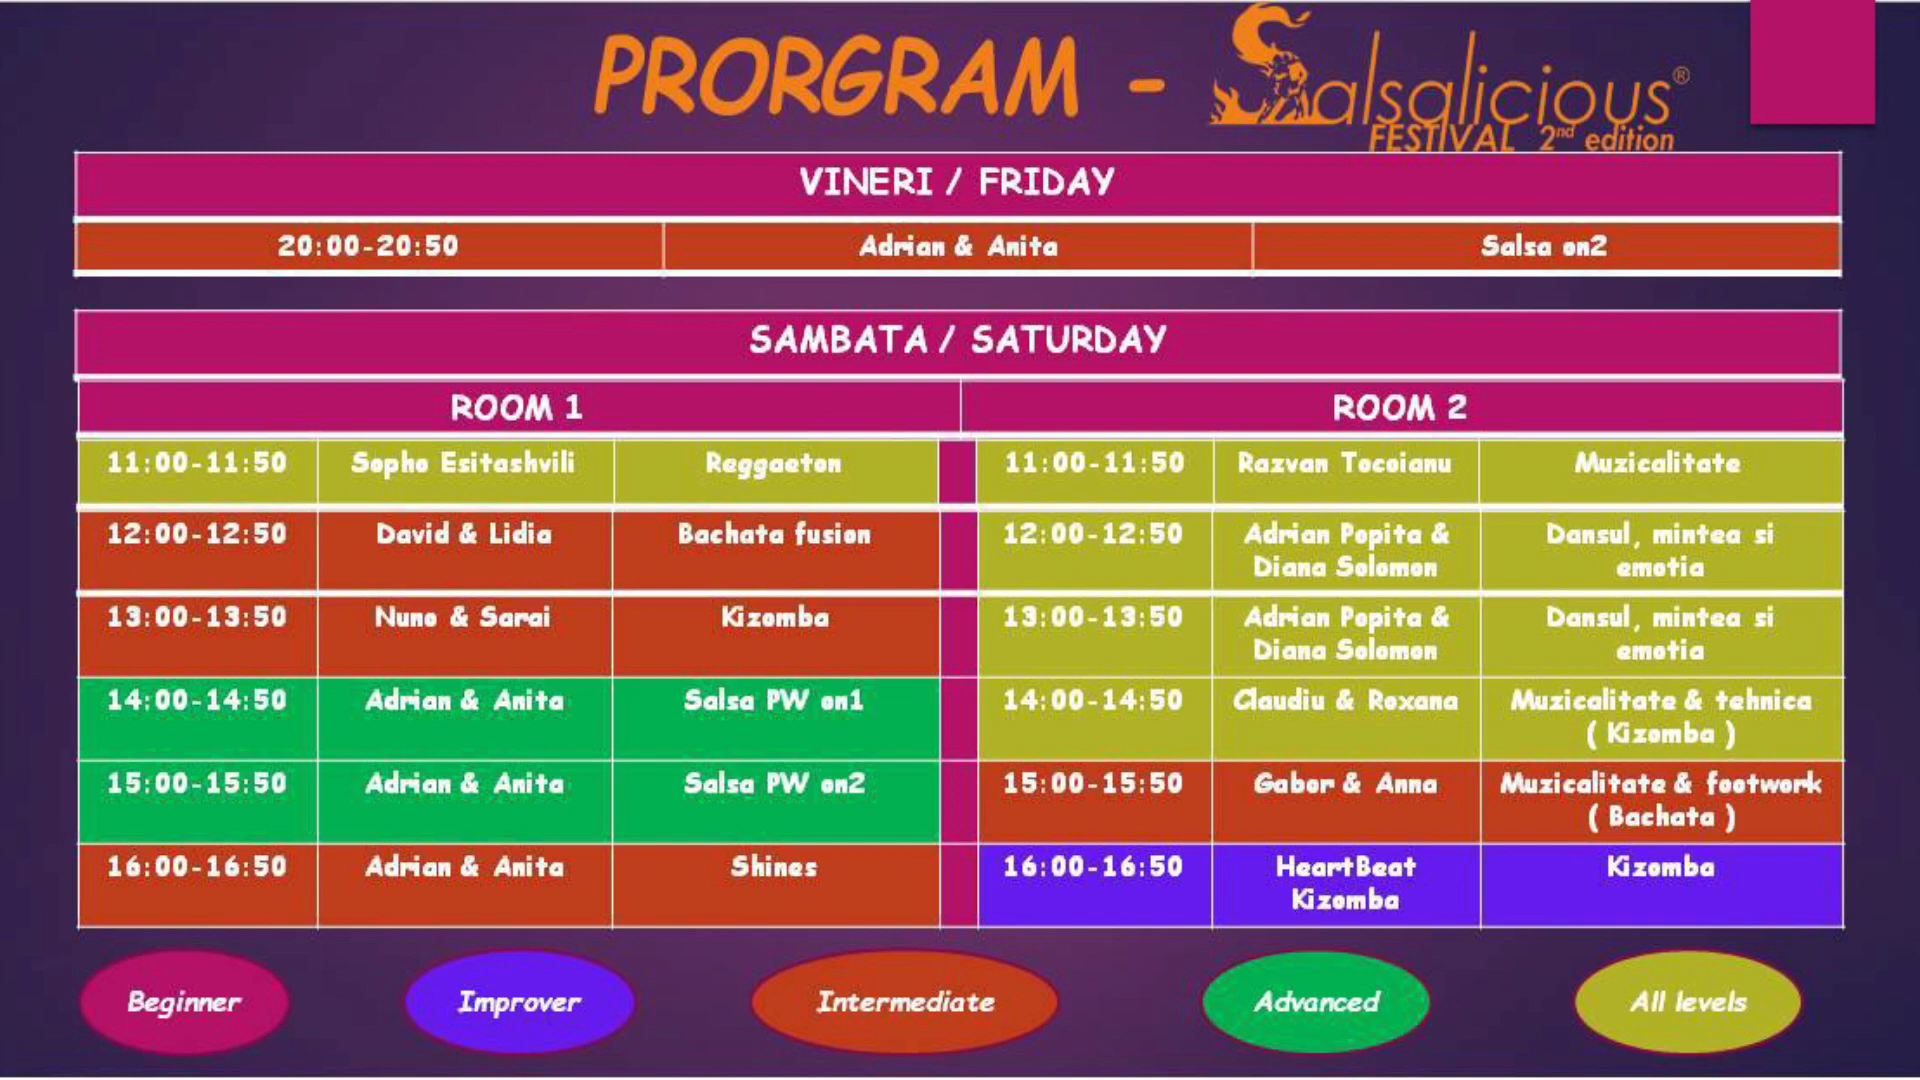 PRORGRAM - Salsalicious®
FESTIVAL 2nd edition
VINERI / FRIDAY
20:00-20:50 Adrian & Anita Salsa on2
SAMBATA / SATURDAY
ROOM 1 ROOM 2
11:00-11:50 Sopho Esitashvili Reggaeton 11:00-11:50 Razvan Tocoianu Muzicalitate
12:00-12:50 David & Lidia Bachata fusion 12:00-12:50 Adrian Popita & Dansul, mintea si
Diana Solomon emotia
13:00-13:50 Nuno & Sarai Kizomba 13:00-13:50 Adrian Popita & Dansul, mintea si
Diana Solomon emotia
14:00-14:50 Adrian & Anita Salsa PW on1 14:00-14:50 Claudiu & Roxana Muzicalitate & tehnica
( Kizomba )
15:00-15:50 Adrian & Anita Salsa PW on2 15:00-15:50 Gabor & Anna Muzicalitate & footwork
( Bachata )
16:00-16:50 Adrian & Anita Shines 16:00-16:50 HeartBeat Kizomba
Kizomba
Beginner Improver Intermediate Advanced All levels